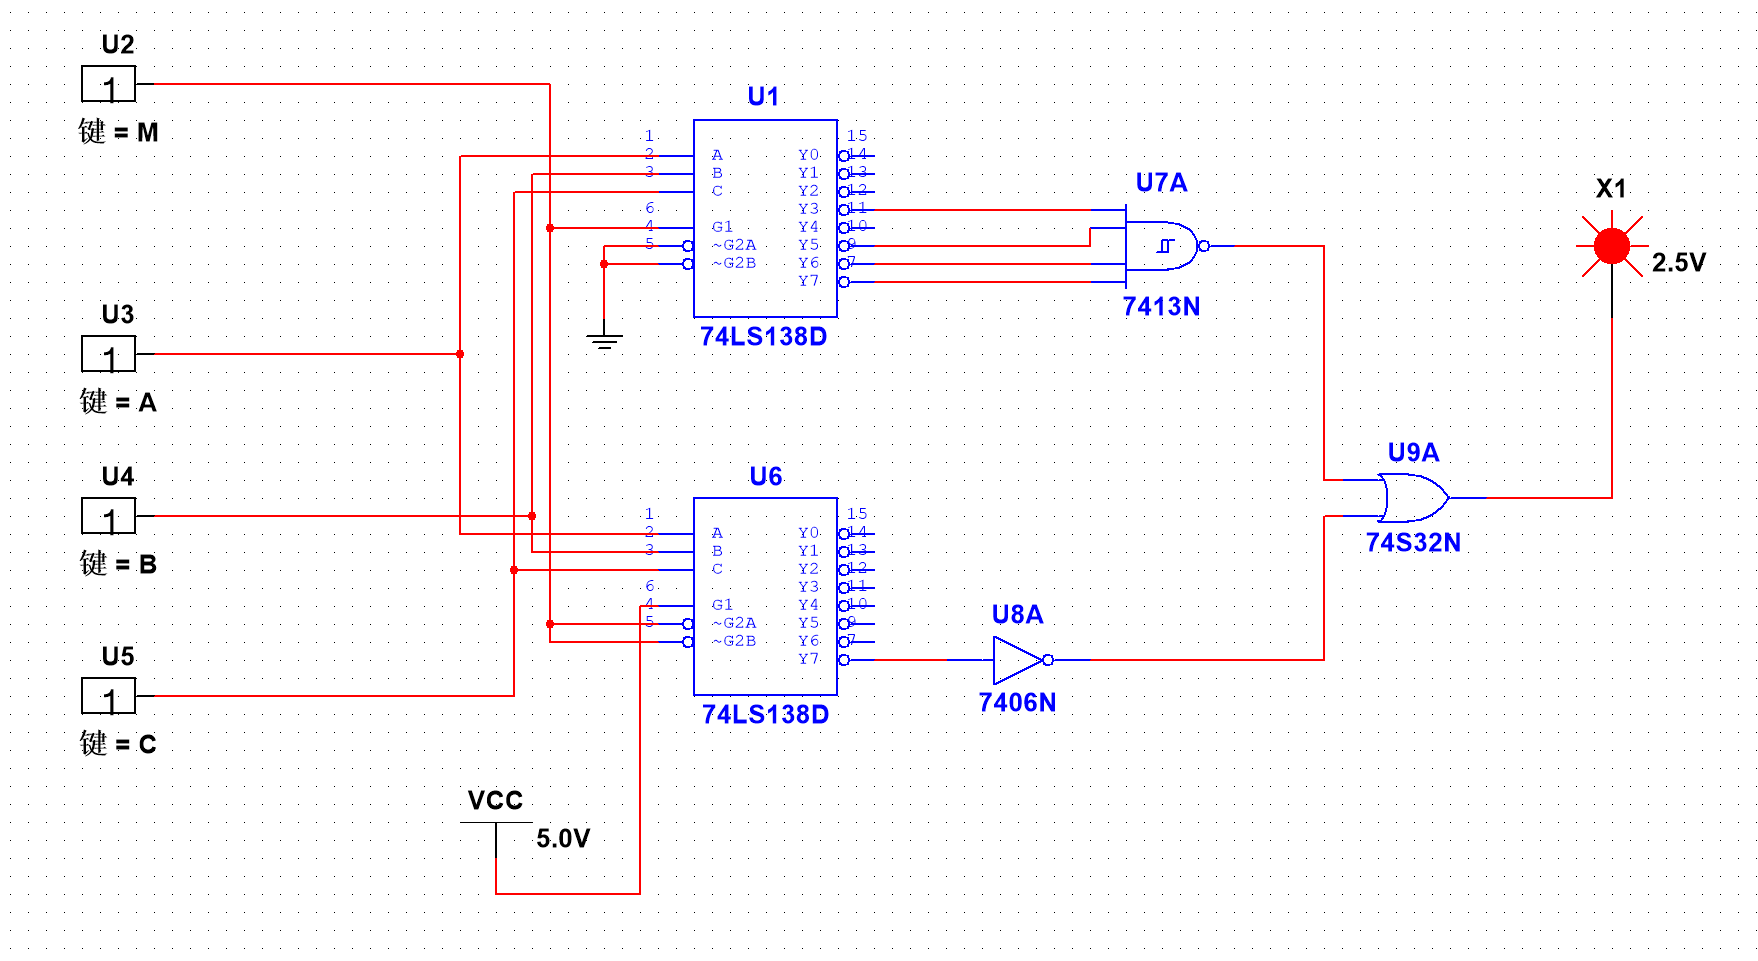 U2
1
键 = M
U3
1
键 = A
U4
1
键 = B
U5
1
键 = C
VCC
5.0V
U1
1
2
3
6
4
5
A
B
C
G1
~G2A
~G2B
Y0
Y1
Y2
Y3
Y4
Y5
Y6
Y7
15
14
13
12
11
10
9
7
74LS138D
U6
1
2
3
6
4
5
A
B
C
G1
~G2A
~G2B
Y0
Y1
Y2
Y3
Y4
Y5
Y6
Y7
15
14
13
12
11
10
9
7
74LS138D
U7A
7413N
U8A
7406N
U9A
74S32N
X1
2.5V